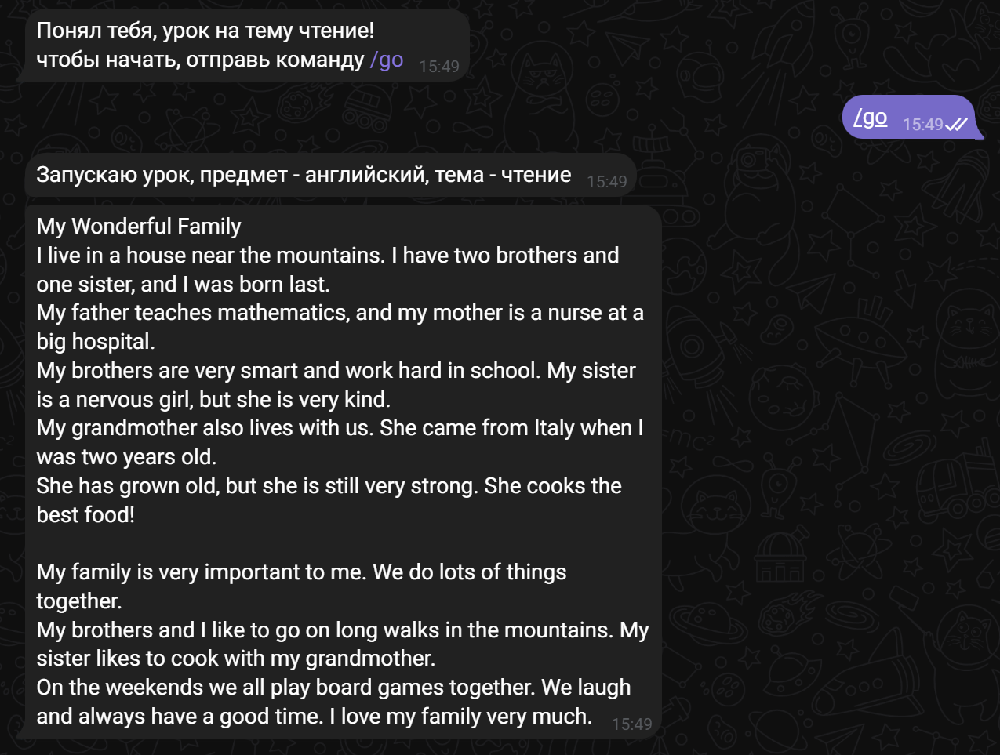 Понял тебя, урок на тему чтение!
чтобы начать, отправь команду /go 15:49
/go 15:49
Запускаю урок, предмет - английский, тема - чтение 15:49
My Wonderful Family
I live in a house near the mountains. I have two brothers and
one sister, and I was born last.
My father teaches mathematics, and my mother is a nurse at a
big hospital.
My brothers are very smart and work hard in school. My sister
is a nervous girl, but she is very kind.
My grandmother also lives with us. She came from Italy when I
was two years old.
She has grown old, but she is still very strong. She cooks the
best food!
My family is very important to me. We do lots of things
together.
My brothers and I like to go on long walks in the mountains. My
sister likes to cook with my grandmother.
On the weekends we all play board games together. We laugh
and always have a good time. I love my family very much. 15:49